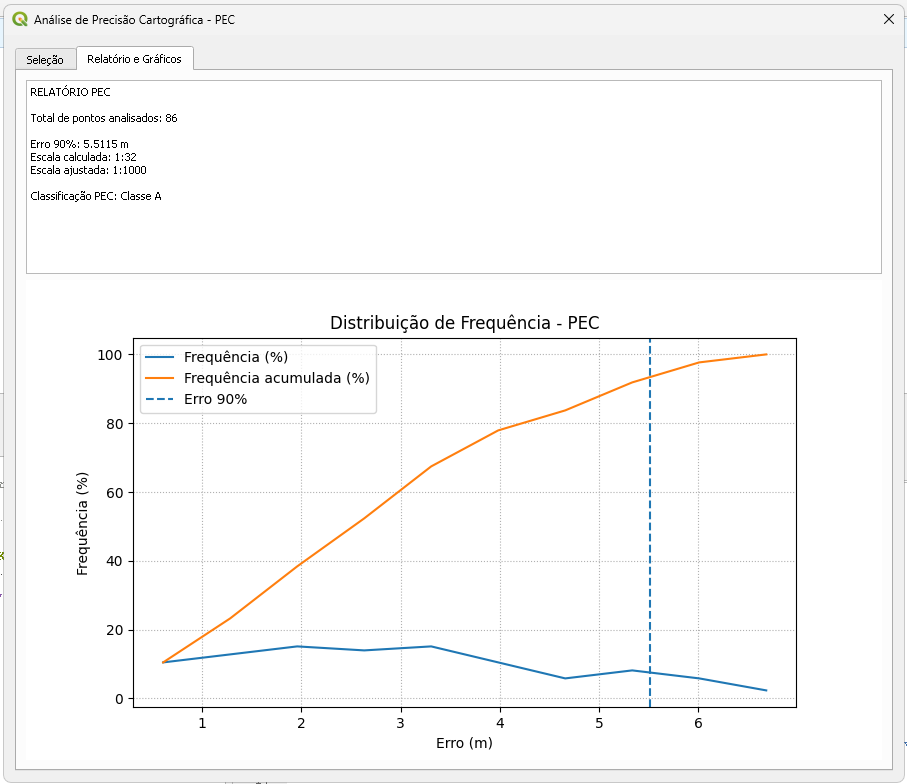 Análise de Precisão Cartográfica - PEC
Seleção
Relatório e Gráficos
RELATÓRIO PEC
Total de pontos analisados: 86
Erro 90%: 5.5115 m
Escala calculada: 1:32
Escala ajustada: 1:1000
Classificação PEC: Classe A
Distribuição de Frequência - PEC
Frequência (%)
Frequência acumulada (%)
Erro 90%
100
80
60
40
20
0
Frequência (%)
1 2 3 4 5 6
Erro (m)